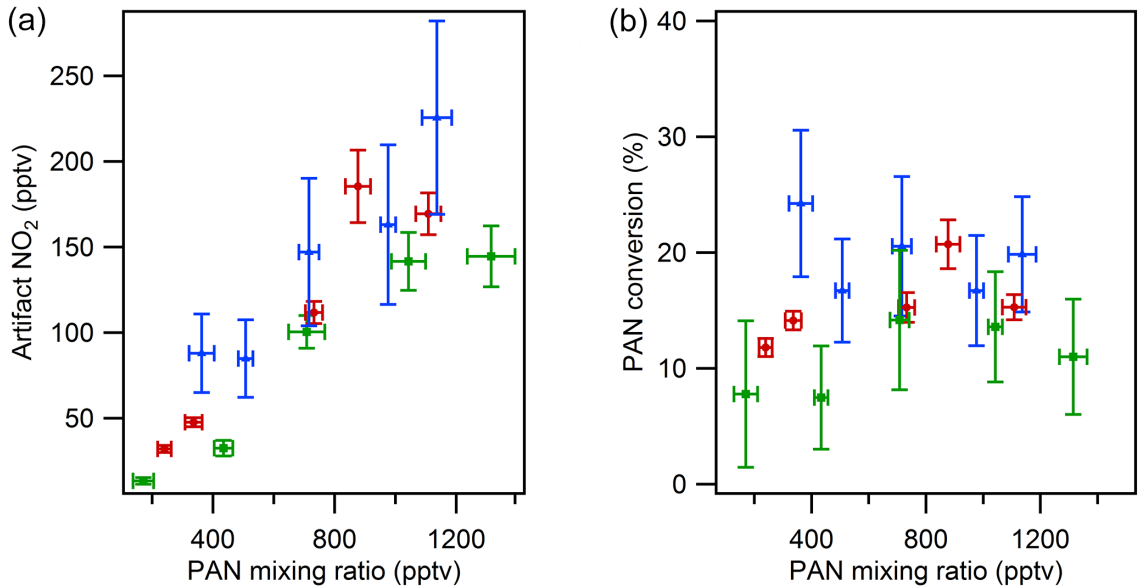 (a)
Artifact NO₂ (pptv)
250
200
150
100
50
400 800 1200
PAN mixing ratio (pptv)
(b)
PAN conversion (%)
40
30
20
10
0
400 800 1200
PAN mixing ratio (pptv)